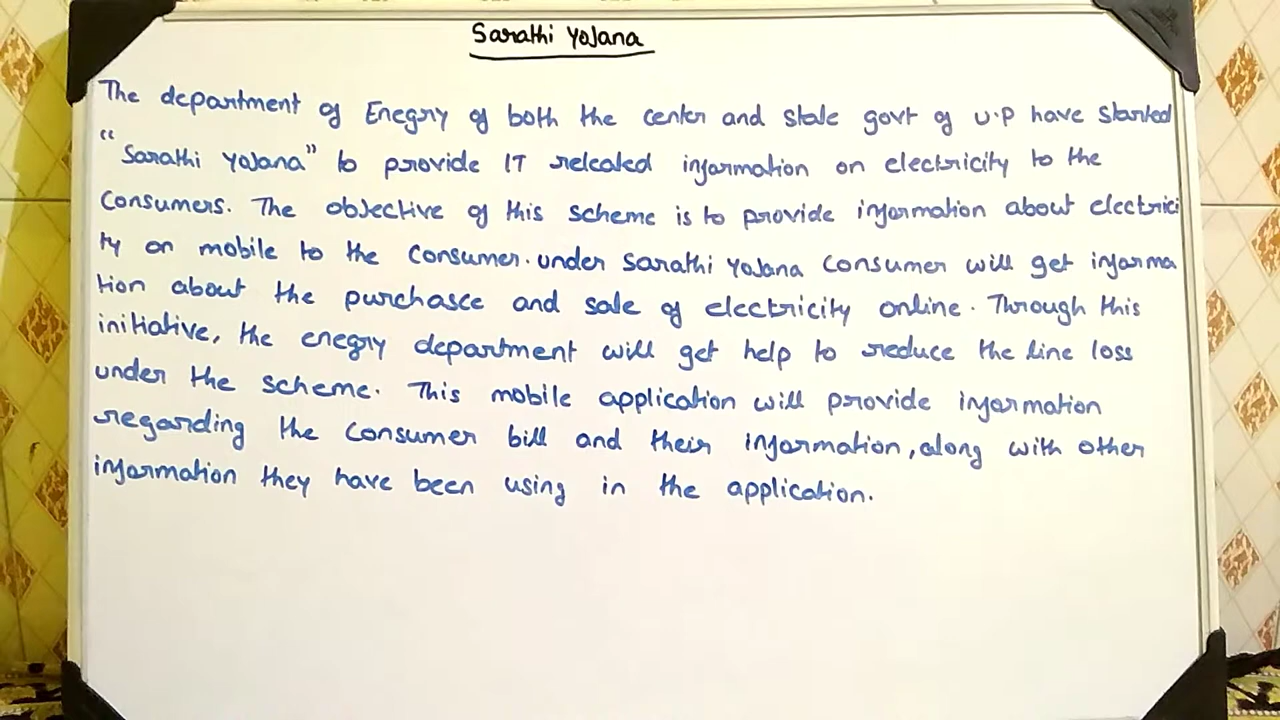 Sarathi Yojana
The department of Enegry of both the center and state govt of U.P have started
"Sarathi Yojana" to provide IT releated information on electricity to the
Consumers. The objective of this scheme is to provide information about electrici
ty on mobile to the Consumer. under Sarathi Yojana Consumer will get informa
tion about the purchasce and sale of electricity online. Through this
initiative, the enegry department will get help to reduce the line loss
under the scheme. This mobile application will provide information
regarding the Consumer bill and their information, along with other
information they have been using in the application.